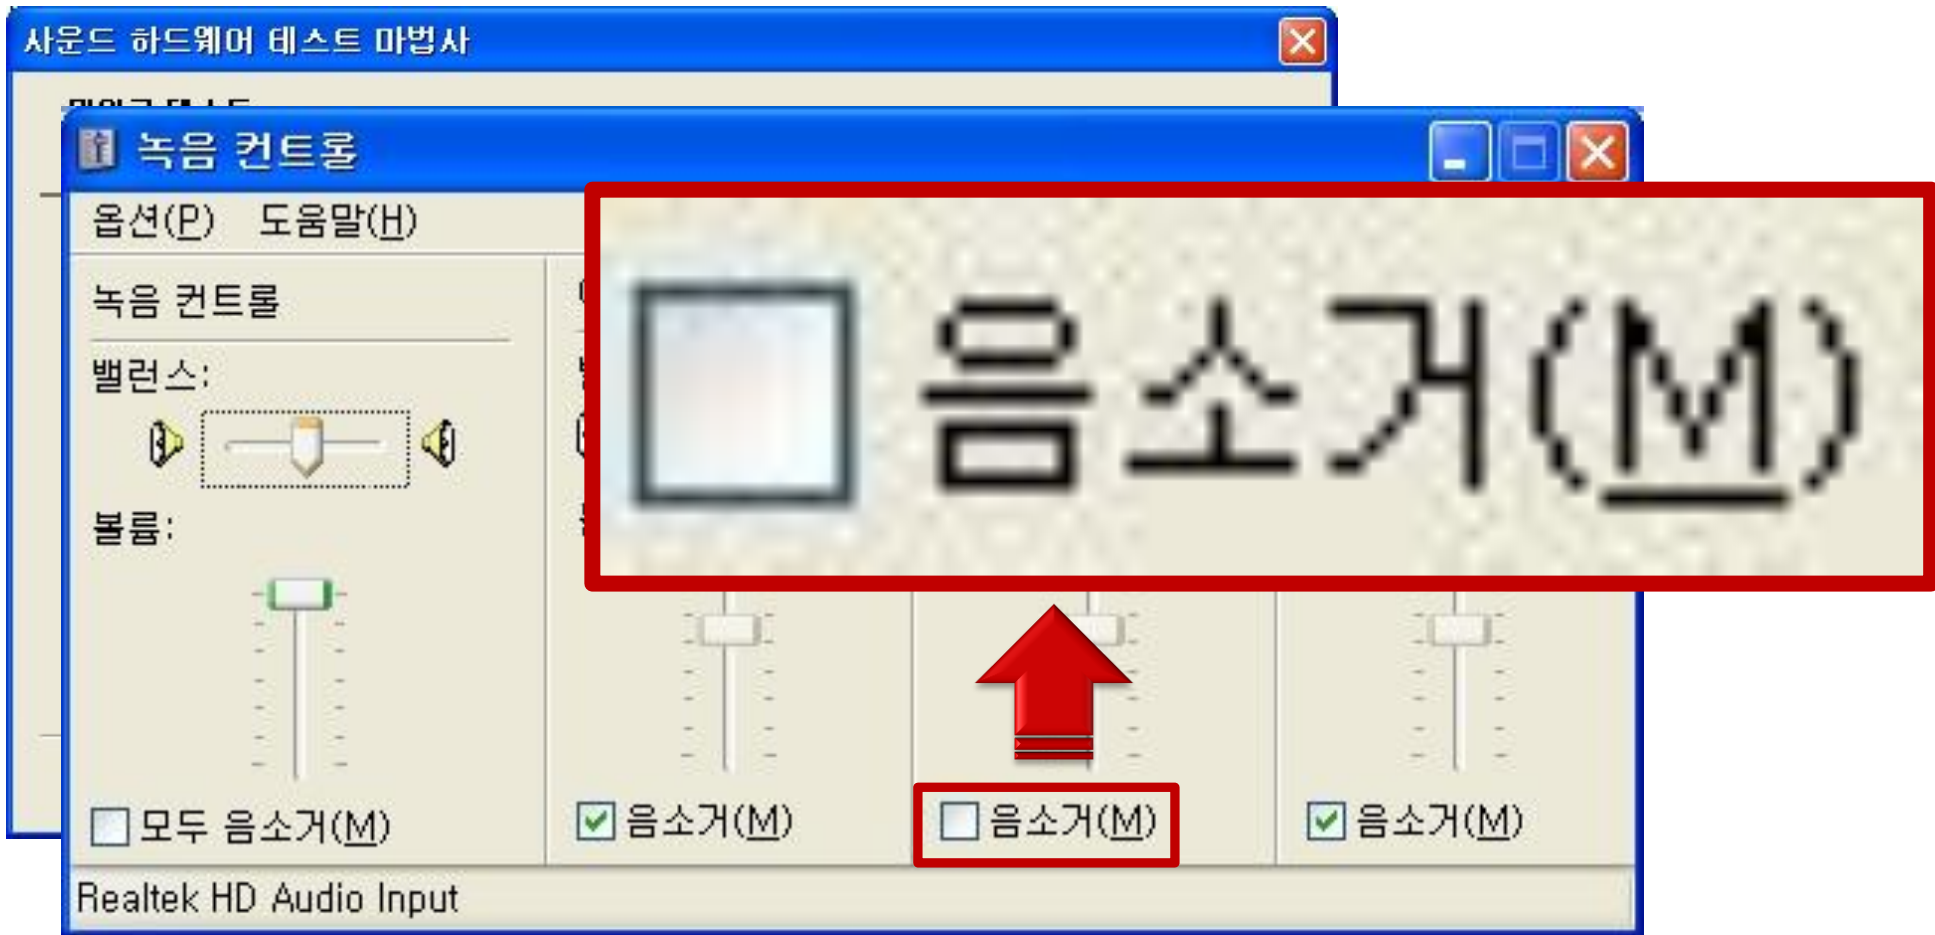 사운드 하드웨어 테스트 마법사
녹음 컨트롤
옵션(P) 도움말(H)
녹음 컨트롤
밸런스:
볼륨:
음소거(M)
모두 음소거(M)
음소거(M)
음소거(M)
음소거(M)
Realtek HD Audio Input